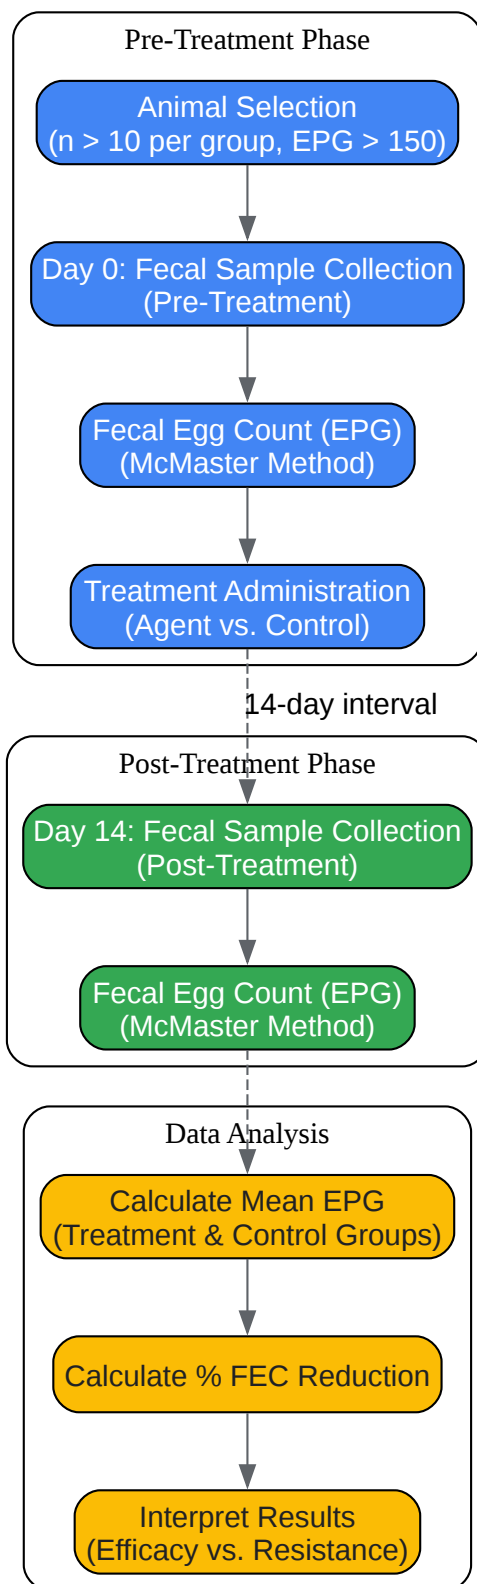 Pre-Treatment Phase
Animal Selection
(n > 10 per group, EPG > 150)
Day 0: Fecal Sample Collection
(Pre-Treatment)
Fecal Egg Count (EPG)
(McMaster Method)
Treatment Administration
(Agent vs. Control)
14-day interval
Post-Treatment Phase
Day 14: Fecal Sample Collection
(Post-Treatment)
Fecal Egg Count (EPG)
(McMaster Method)
Data Analysis
Calculate Mean EPG
(Treatment & Control Groups)
Calculate % FEC Reduction
Interpret Results
(Efficacy vs. Resistance)